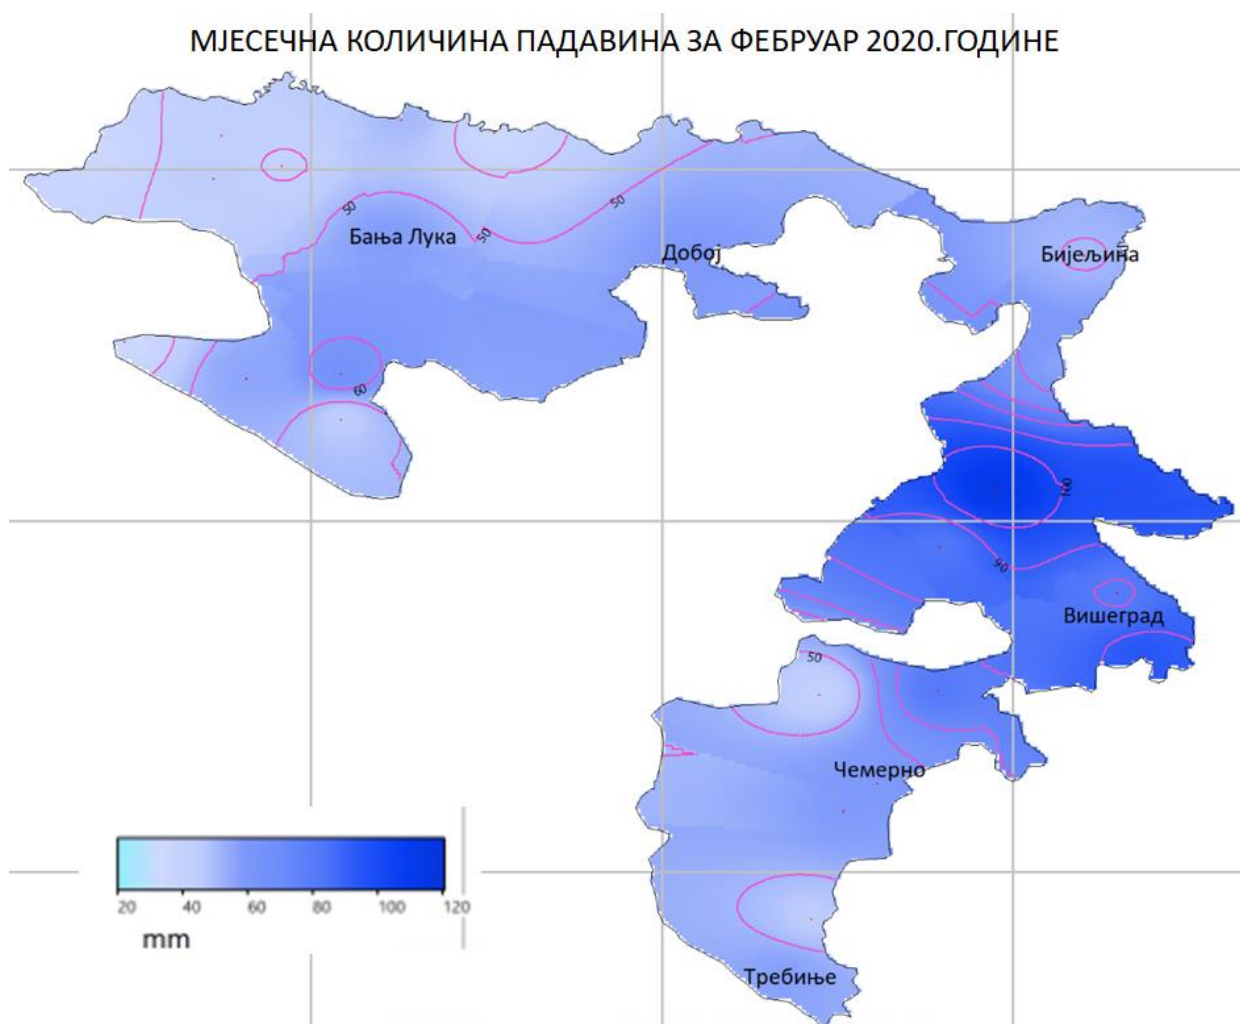 МЈЕСЕЧНА КОЛИЧИНА ПАДАВИНА ЗА ФЕБРУАР 2020.ГОДИНЕ
50
50
50
Бања Лука
Добој
Бијељина
60
100
90
Вишеград
50
Чемерно
20 40 60 80 100 120
mm
Требиње